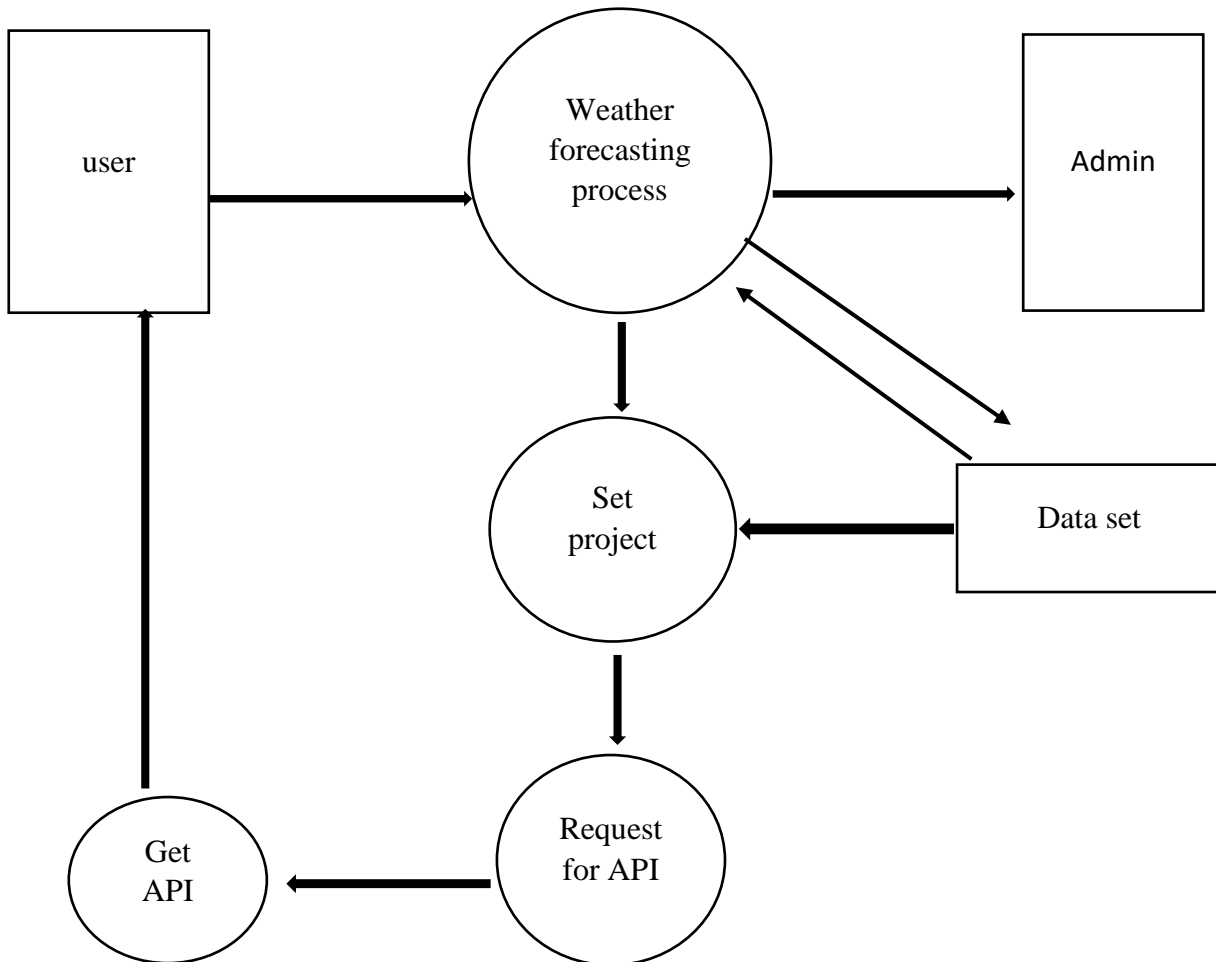 user
Weather
forecasting
process
Admin
Set
project
Data set
Request
for API
Get
API